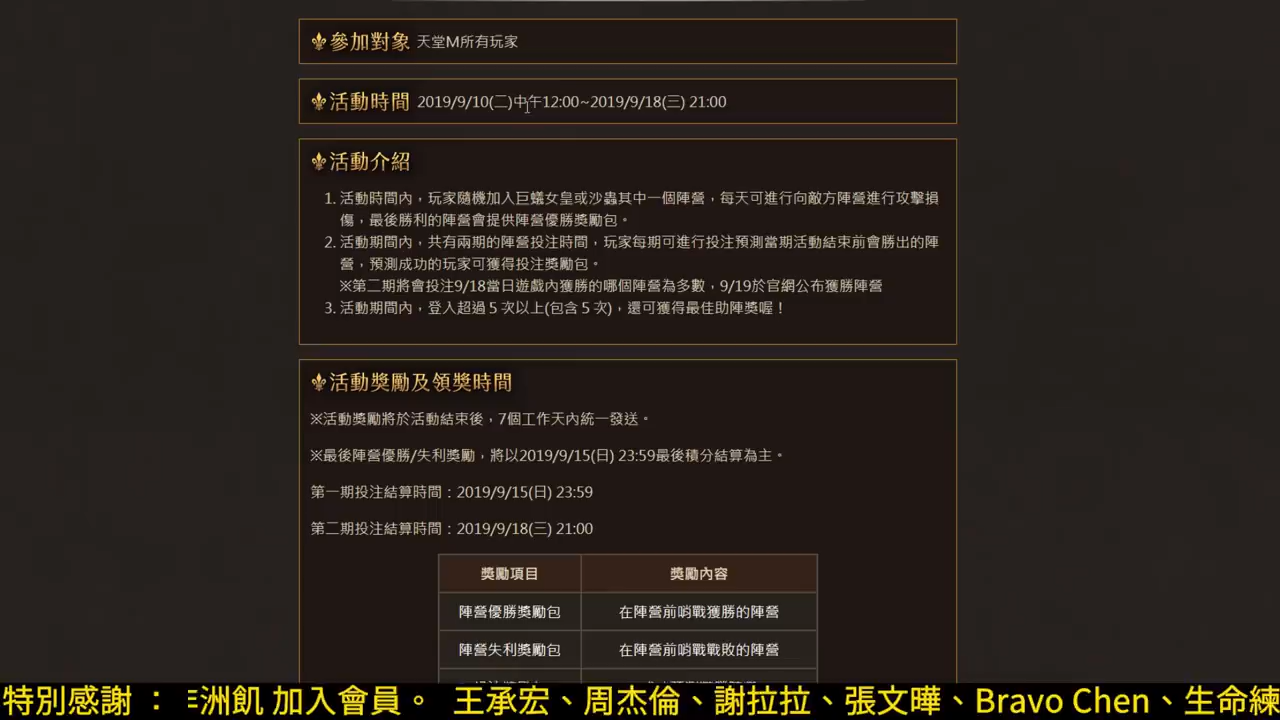 參加對象 天堂M所有玩家
活動時間 2019/9/10(二)中午12:00~2019/9/18(三) 21:00
活動介紹
1. 活動時間內，玩家隨機加入巨蟻女皇或沙蟲其中一個陣營，每天可進行向敵方陣營進行攻擊損
傷，最後勝利的陣營會提供陣營優勝獎勵包。
2. 活動期間內，共有兩期的陣營投注時間，玩家每期可進行投注預測當期活動結束前會勝出的陣
營，預測成功的玩家可獲得投注獎勵包。
※第二期將會投注9/18當日遊戲內獲勝的哪個陣營為多數，9/19於官網公布獲勝陣營
3. 活動期間內，登入超過 5 次以上(包含 5 次)，還可獲得最佳助陣獎喔！
活動獎勵及領獎時間
※活動獎勵將於活動結束後，7個工作天內統一發送。
※最後陣營優勝/失利獎勵，將以2019/9/15(日) 23:59最後積分結算為主。
第一期投注結算時間：2019/9/15(日) 23:59
第二期投注結算時間：2019/9/18(三) 21:00
獎勵項目 獎勵內容
陣營優勝獎勵包 在陣營前哨戰獲勝的陣營
陣營失利獎勵包 在陣營前哨戰戰敗的陣營
特別感謝 ： 洲飢 加入會員。 王承宏、周杰倫、謝拉拉、張文曄、Bravo Chen、生命練